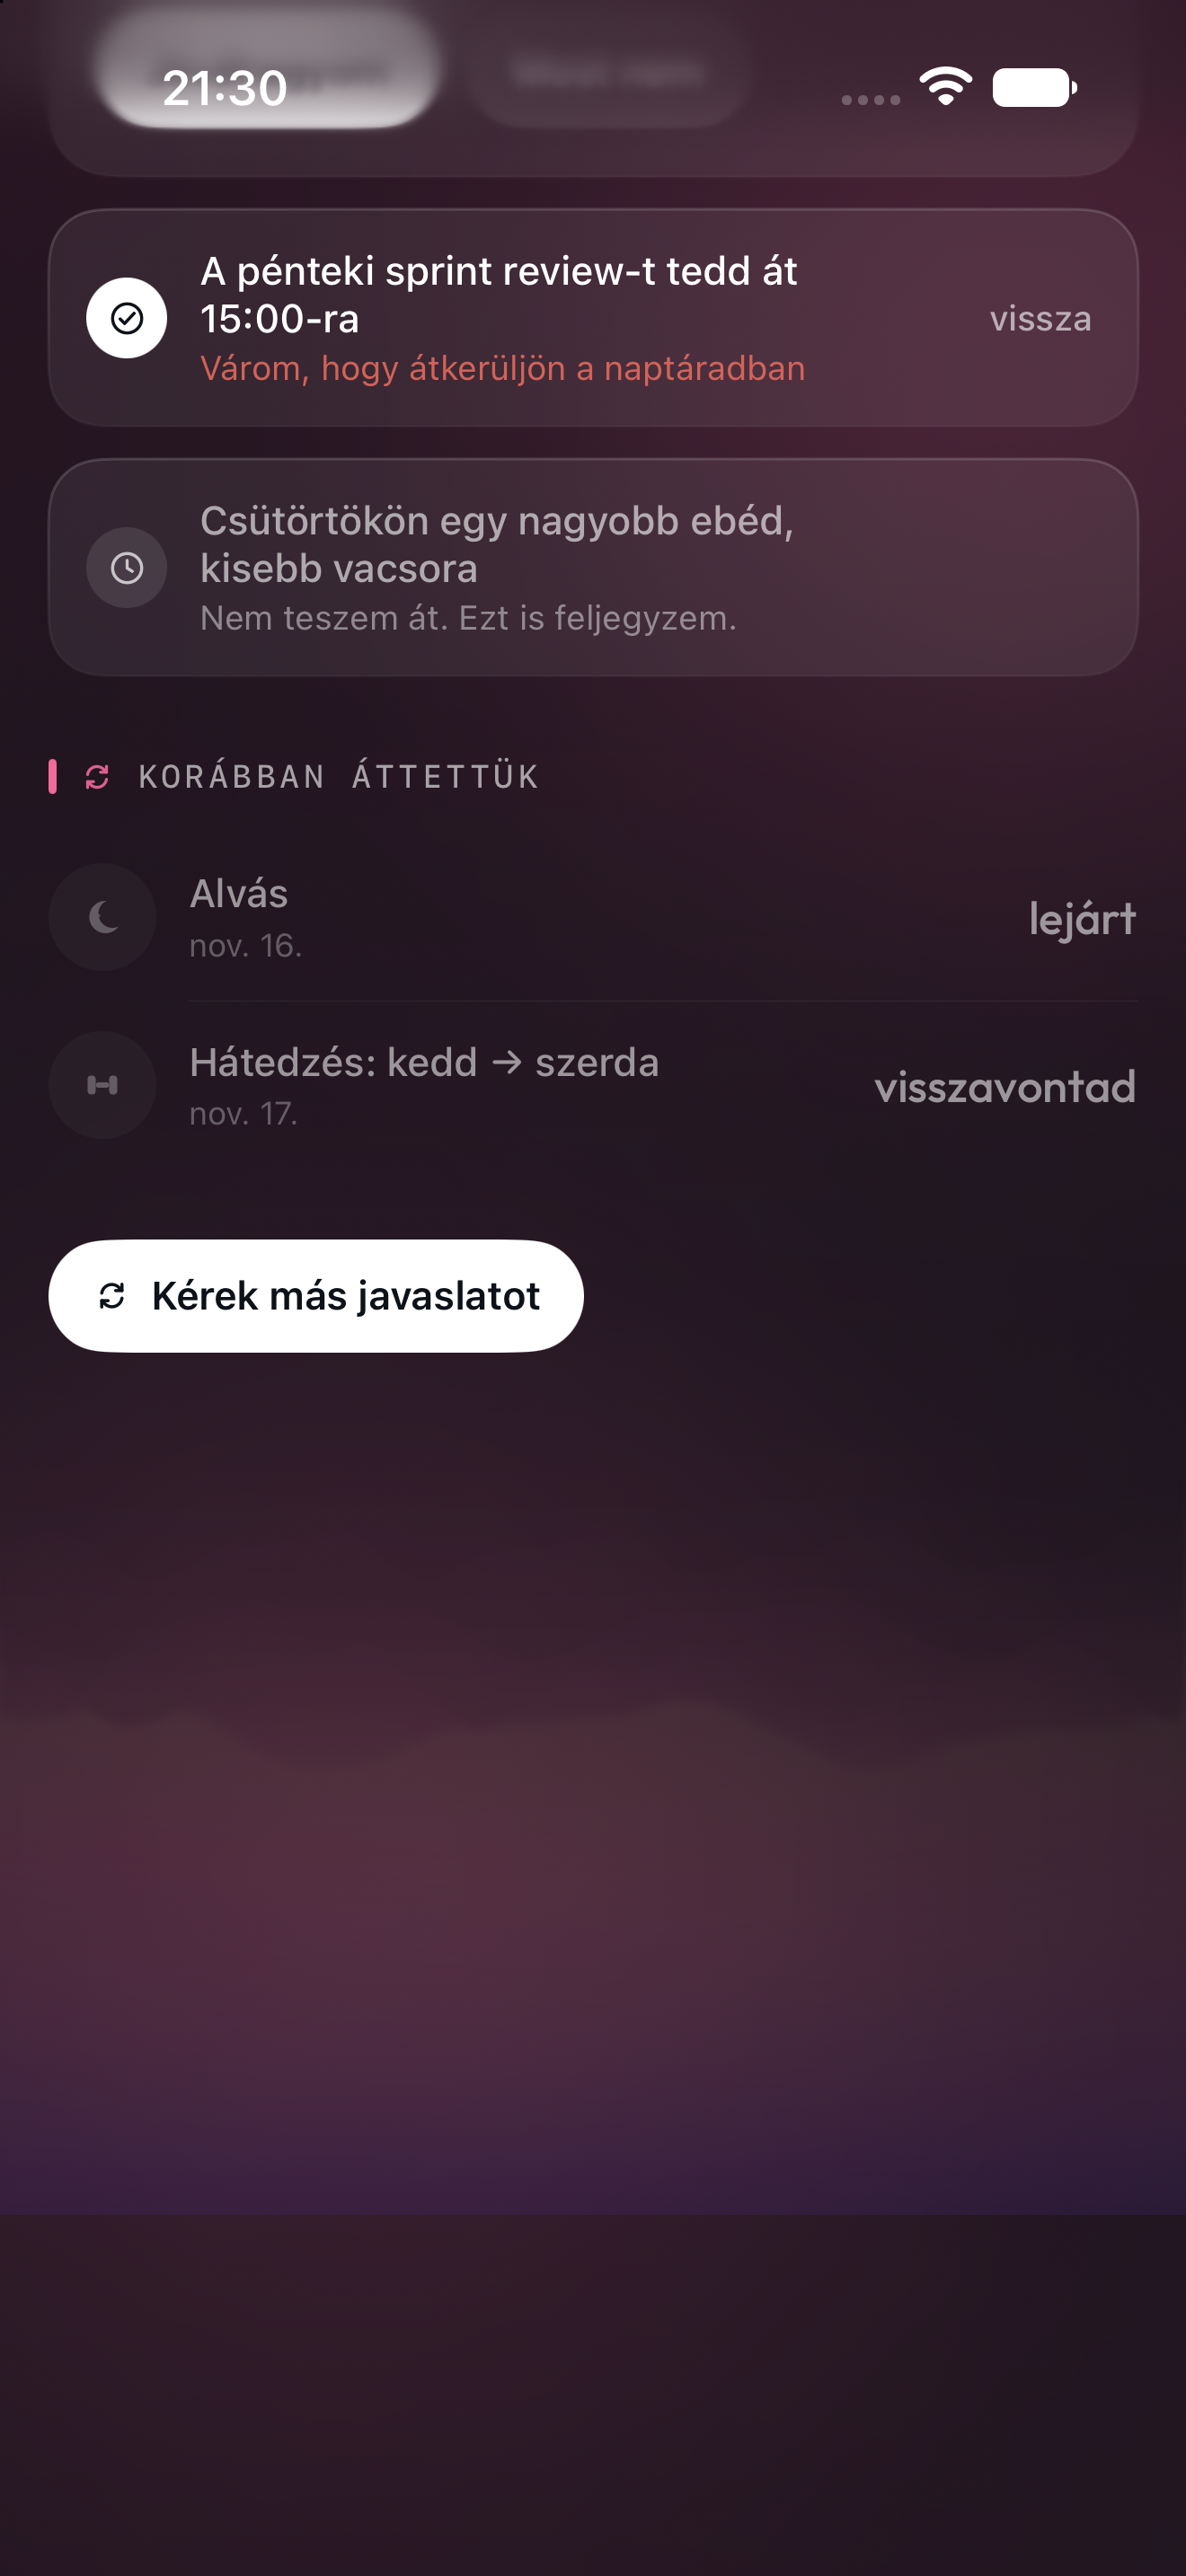 21:30
A pénteki sprint review-t tedd át
15:00-ra
Várom, hogy átkerüljön a naptáradban
vissza
Csütörtökön egy nagyobb ebéd,
kisebb vacsora
Nem teszem át. Ezt is feljegyzem.
KORÁBBAN ÁTTETTÜK
Alvás
nov. 16.
lejárt
Hátedzés: kedd → szerda
nov. 17.
visszavontad
Kérek más javaslatot